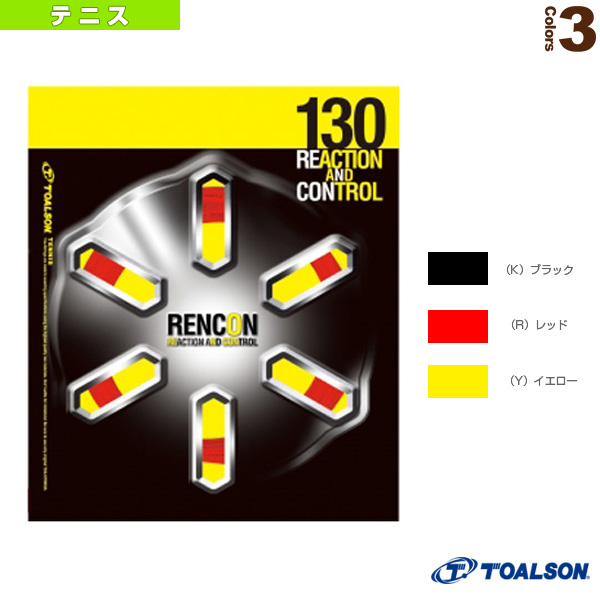 テニス
Colors 3
130
REACTION
AND
CONTROL
TOALSON TENNIS
RENCON
REACTION AND CONTROL
（K）ブラック
（R）レッド
（Y）イエロー
TOALSON